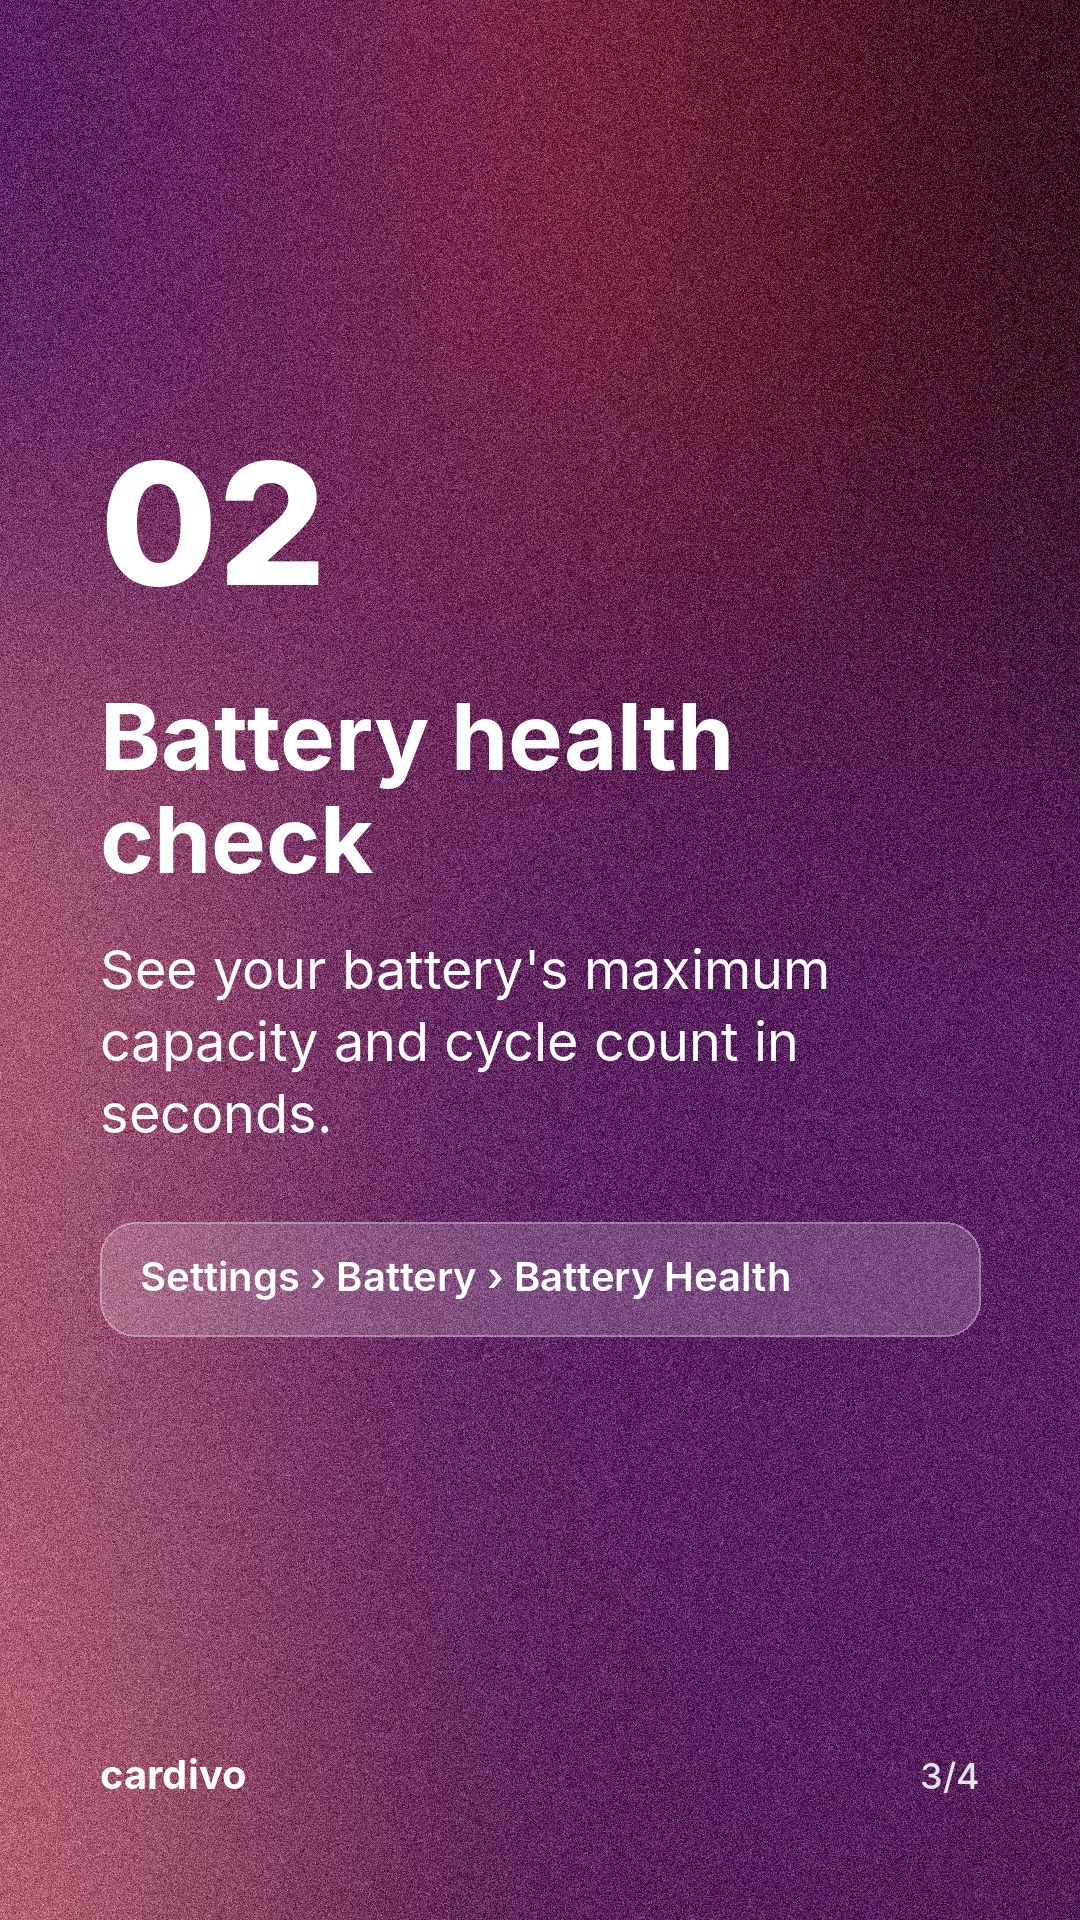 02
Battery health
check
See your battery's maximum
capacity and cycle count in
seconds.
Settings › Battery › Battery Health
cardivo
3/4